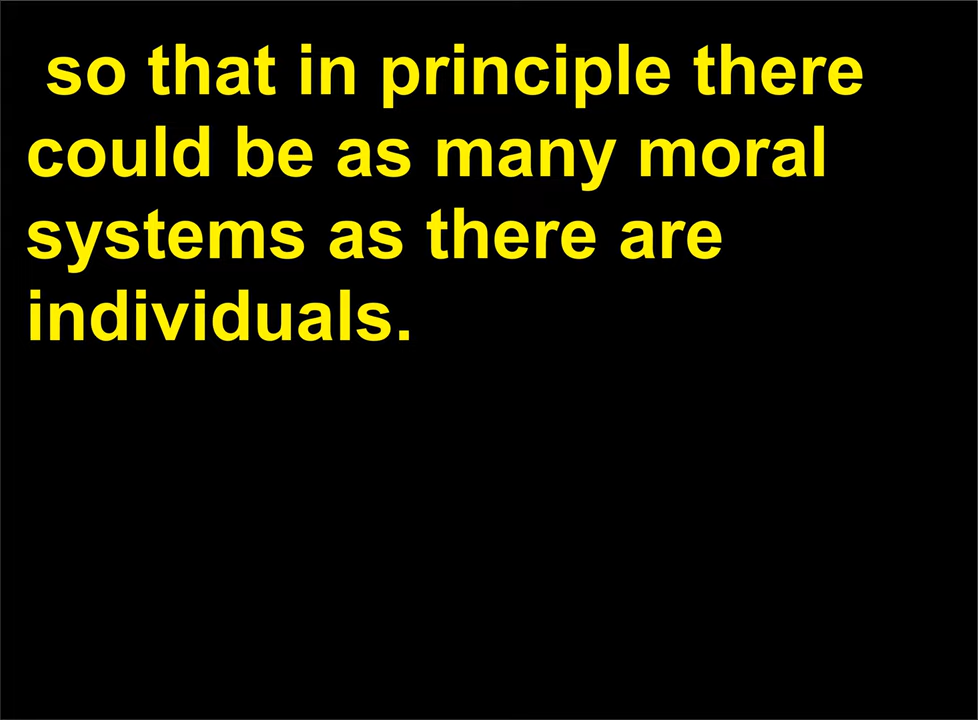 so that in principle there
could be as many moral
systems as there are
individuals.